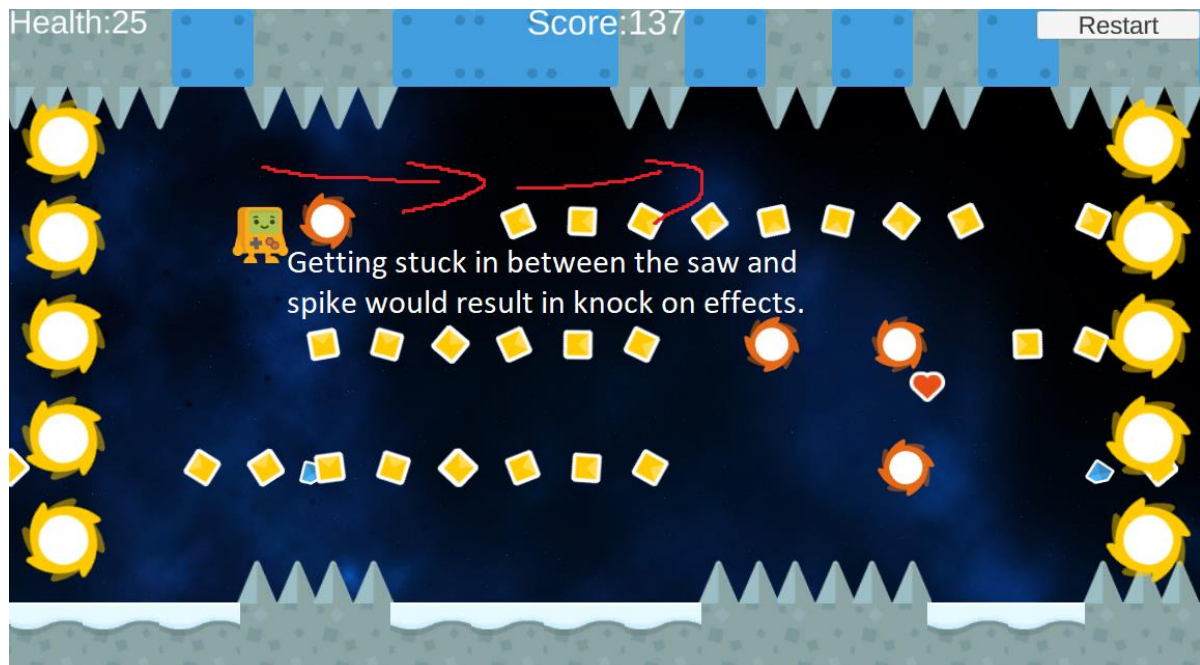 Health:25
Score:137
Restart
Getting stuck in between the saw and
spike would result in knock on effects.